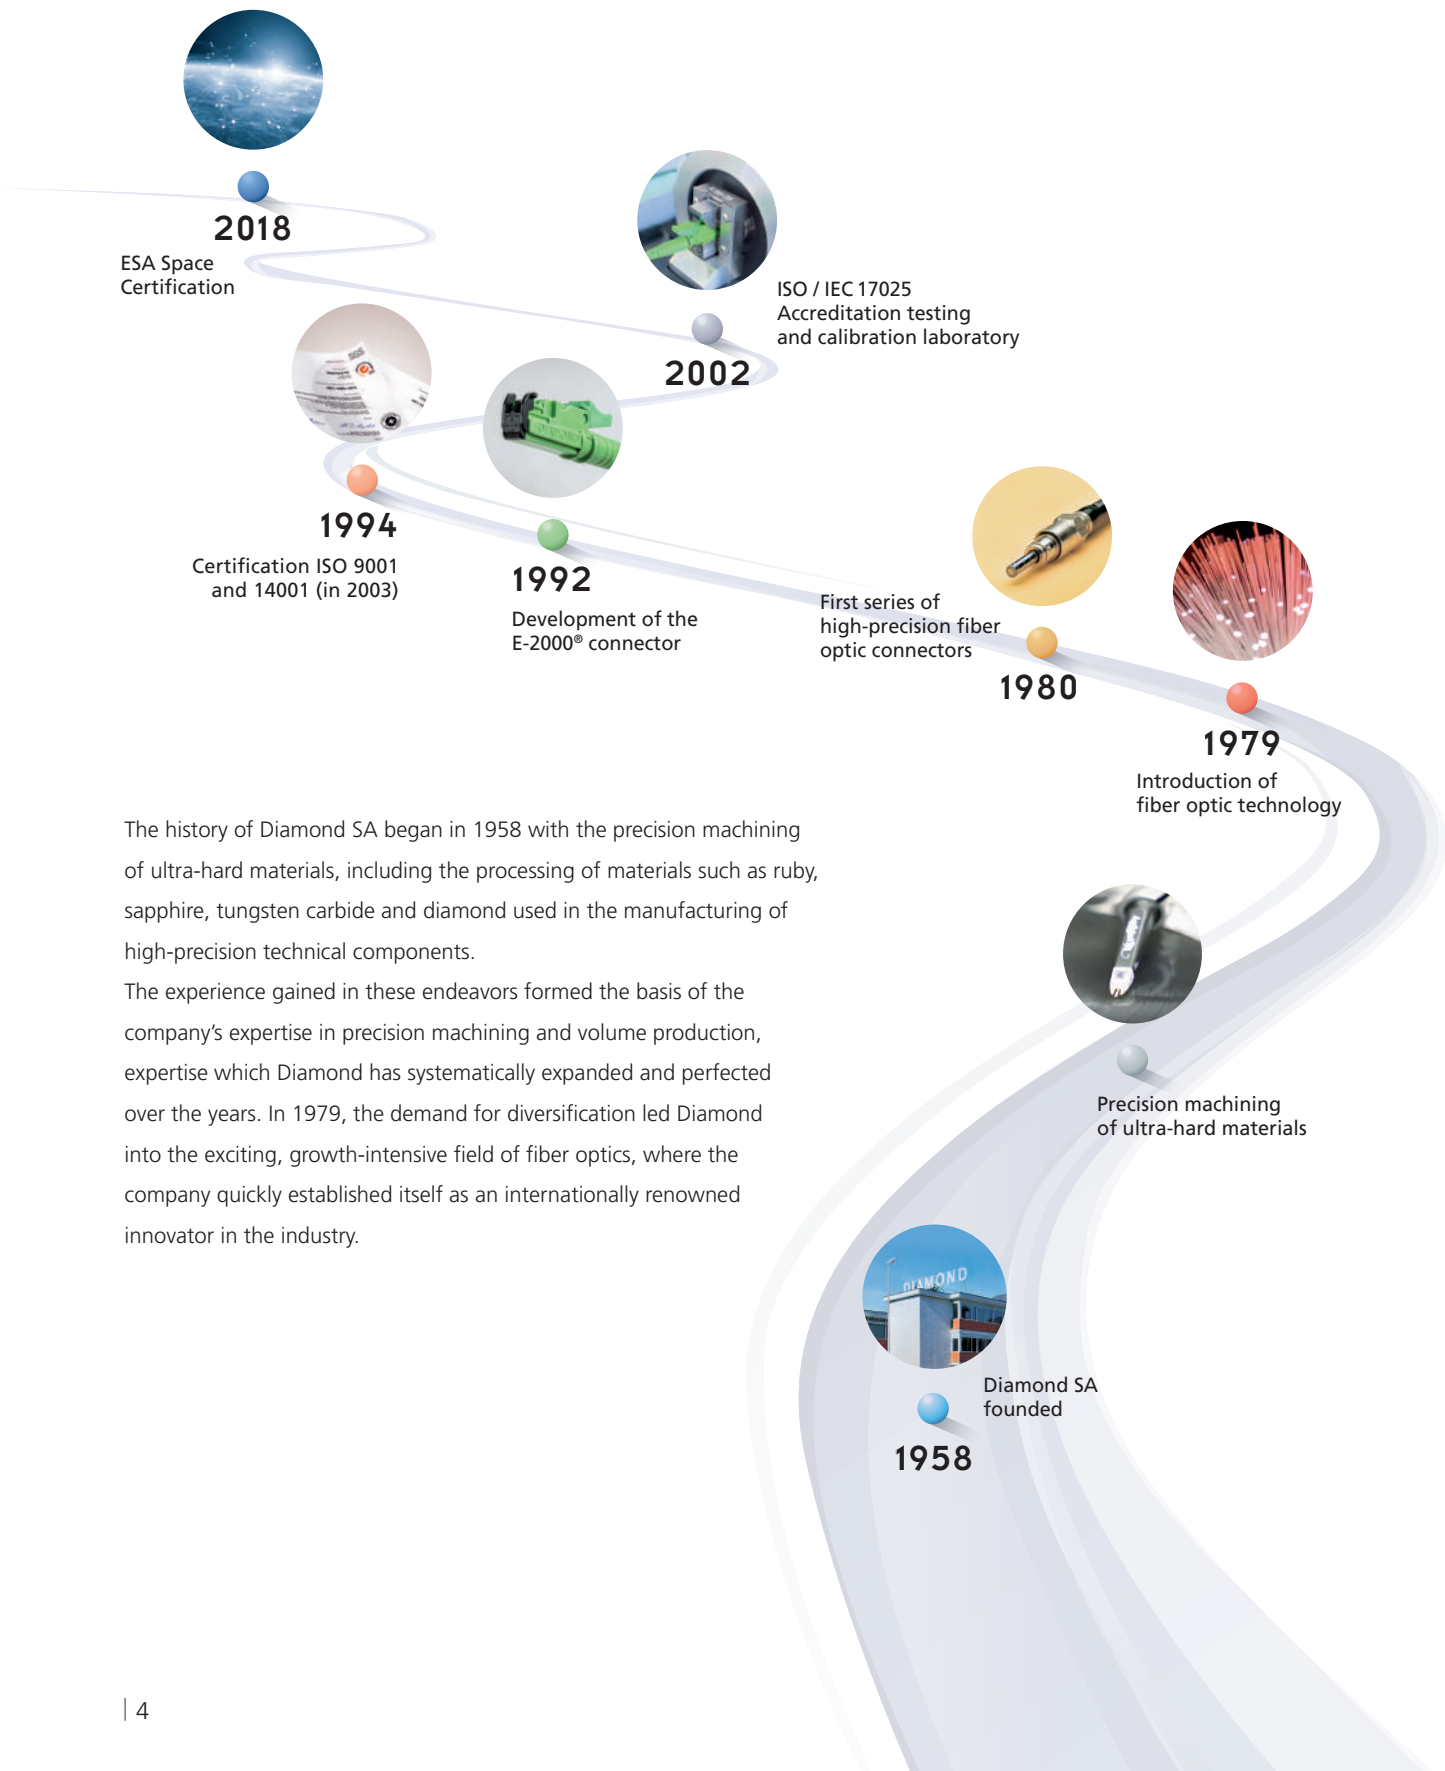 2018
ESA Space
Certification
ISO / IEC 17025
Accreditation testing
and calibration laboratory
2002
1994
Certification ISO 9001
and 14001 (in 2003)
1992
Development of the
E-2000® connector
First series of
high-precision fiber
optic connectors
1980
1979
Introduction of
fiber optic technology
The history of Diamond SA began in 1958 with the precision machining
of ultra-hard materials, including the processing of materials such as ruby,
sapphire, tungsten carbide and diamond used in the manufacturing of
high-precision technical components.
The experience gained in these endeavors formed the basis of the
company’s expertise in precision machining and volume production,
expertise which Diamond has systematically expanded and perfected
over the years. In 1979, the demand for diversification led Diamond
into the exciting, growth-intensive field of fiber optics, where the
company quickly established itself as an internationally renowned
innovator in the industry.
Precision machining
of ultra-hard materials
DIAMOND
Diamond SA
founded
1958
4